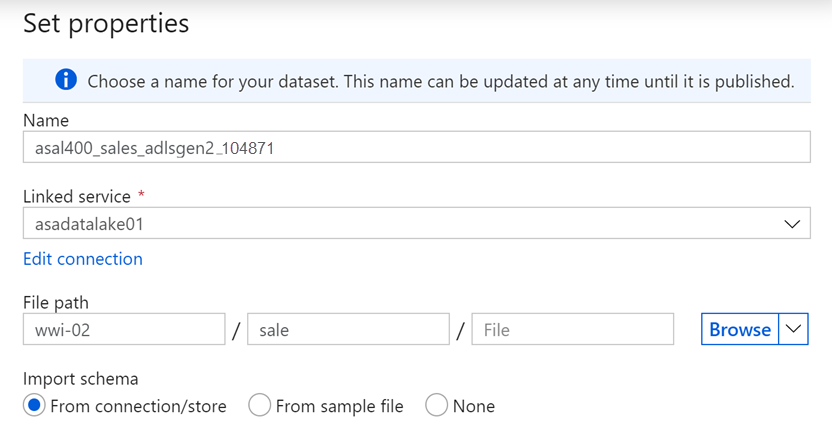 Set properties
Choose a name for your dataset. This name can be updated at any time until it is published.
Name
asal400_sales_adlsgen2_104871
Linked service *
asadatalake01
Edit connection
File path
wwi-02 / sale / File Browse
Import schema
From connection/store From sample file None